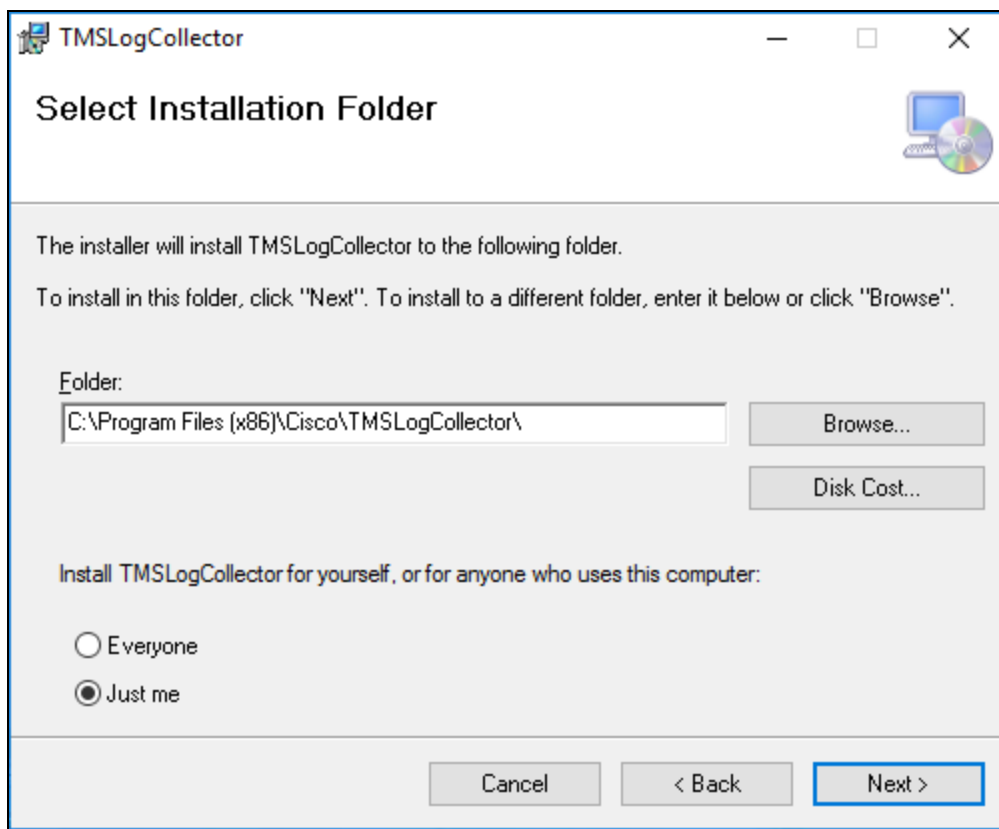 TMSLogCollector
Select Installation Folder
The installer will install TMSLogCollector to the following folder.
To install in this folder, click "Next". To install to a different folder, enter it below or click "Browse".
Folder:
C:\Program Files (x86)\Cisco\TMSLogCollector\
Browse...
Disk Cost...
Install TMSLogCollector for yourself, or for anyone who uses this computer:
Everyone
Just me
Cancel
< Back
Next >